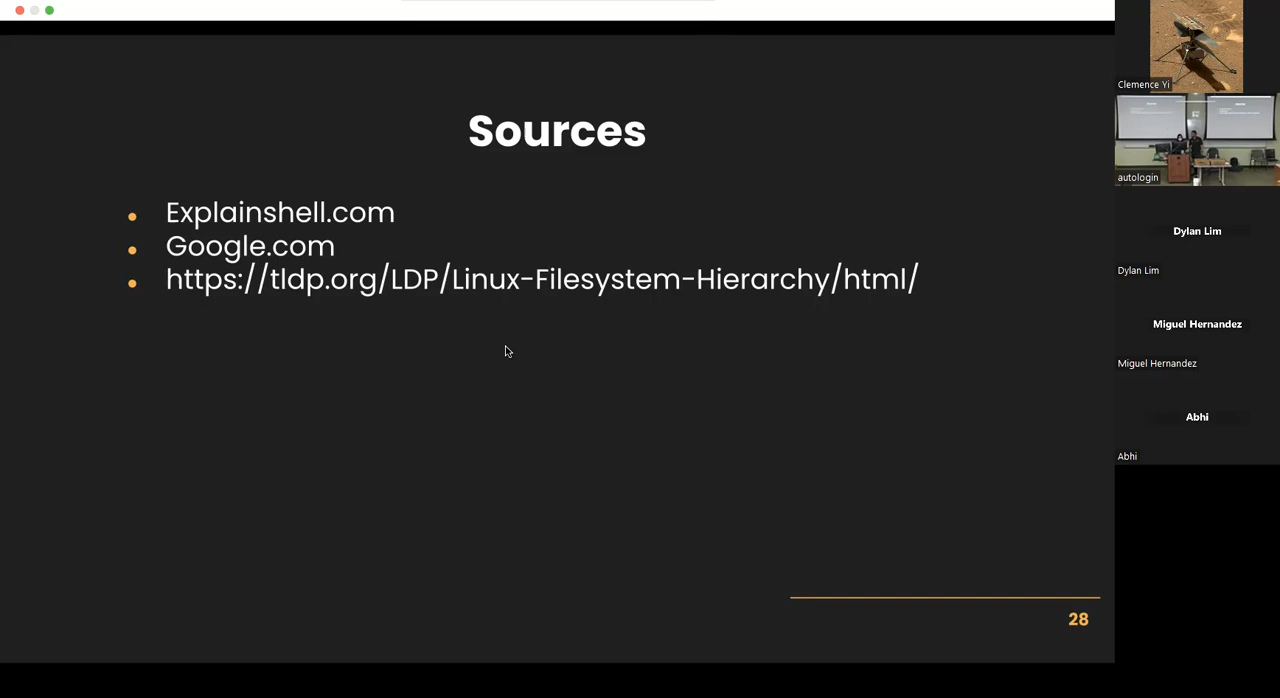 Sources
Explainshell.com
Google.com
https://tldp.org/LDP/Linux-Filesystem-Hierarchy/html/
28
Clemence Yi
autologin
Dylan Lim
Dylan Lim
Miguel Hernandez
Miguel Hernandez
Abhi
Abhi